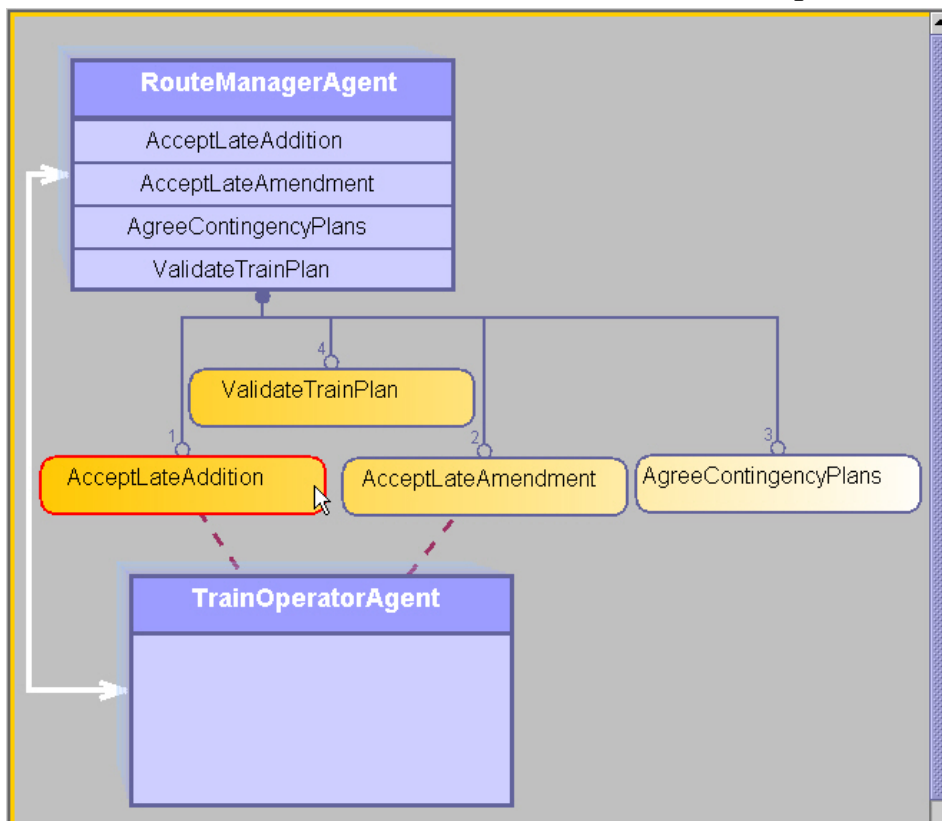 RouteManagerAgent
AcceptLateAddition
AcceptLateAmendment
AgreeContingencyPlans
ValidateTrainPlan
4
ValidateTrainPlan
1
2
3
AcceptLateAddition
AcceptLateAmendment
AgreeContingencyPlans
TrainOperatorAgent